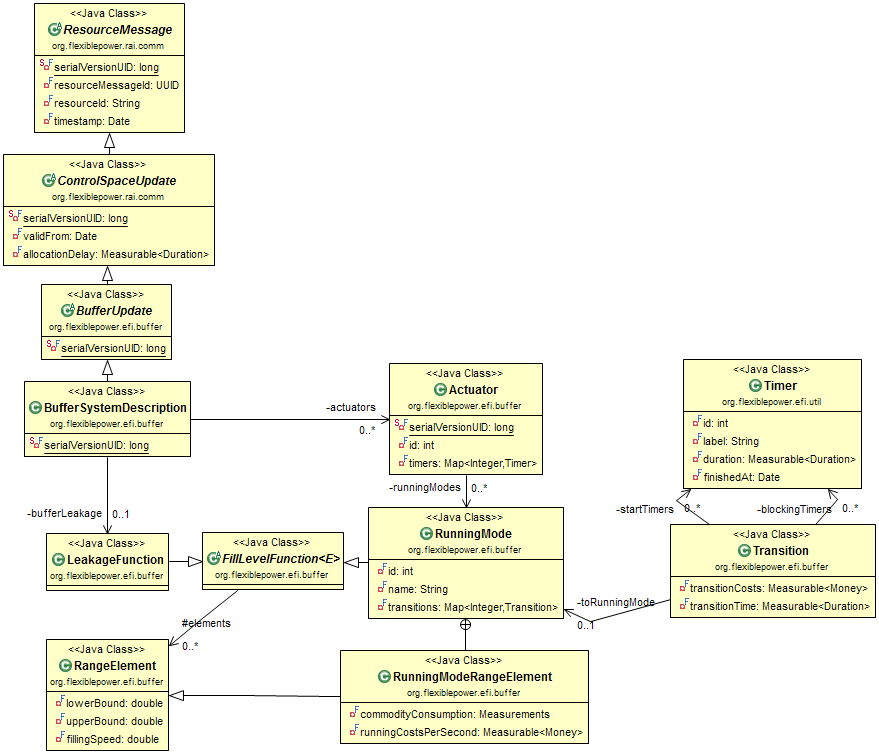 <<Java Class>>
ResourceMessage
org.flexiblepower.rai.comm
serialVersionUID: long
resourceMessageId: UUID
resourceId: String
timestamp: Date
<<Java Class>>
ControlSpaceUpdate
org.flexiblepower.rai.comm
serialVersionUID: long
validFrom: Date
allocationDelay: Measurable<Duration>
<<Java Class>>
BufferUpdate
org.flexiblepower.efi.buffer
serialVersionUID: long
<<Java Class>>
BufferSystemDescription
org.flexiblepower.efi.buffer
serialVersionUID: long
-actuators
0..*
<<Java Class>>
Actuator
org.flexiblepower.efi.buffer
serialVersionUID: long
id: int
timers: Map<Integer,Timer>
<<Java Class>>
Timer
org.flexiblepower.efi.util
id: int
label: String
duration: Measurable<Duration>
finishedAt: Date
-bufferLeakage
0..1
-runningModes
0..*
-startTimers
0..*
-blockingTimers
0..*
<<Java Class>>
LeakageFunction
org.flexiblepower.efi.buffer
<<Java Class>>
FillLevelFunction<E>
org.flexiblepower.efi.buffer
<<Java Class>>
RunningMode
org.flexiblepower.efi.buffer
id: int
name: String
transitions: Map<Integer,Transition>
<<Java Class>>
Transition
org.flexiblepower.efi.buffer
transitionCosts: Measurable<Money>
transitionTime: Measurable<Duration>
-toRunningMode
0..1
#elements
0..*
<<Java Class>>
RangeElement
org.flexiblepower.efi.buffer
lowerBound: double
upperBound: double
fillingSpeed: double
<<Java Class>>
RunningModeRangeElement
org.flexiblepower.efi.buffer
commodityConsumption: Measurements
runningCostsPerSecond: Measurable<Money>